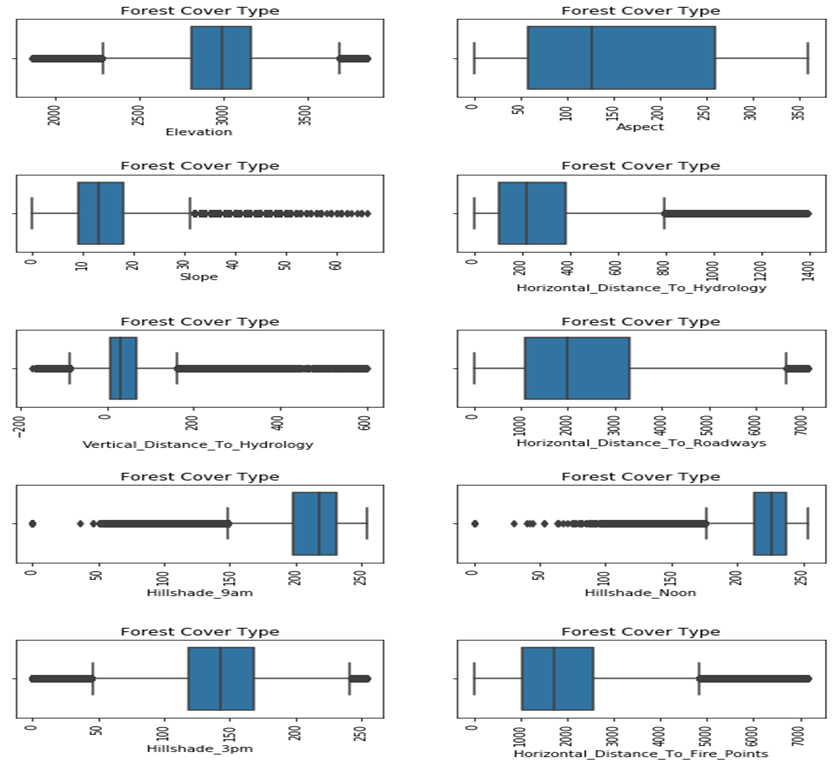 Forest Cover Type
2000 2500 3000 3500
Elevation
Forest Cover Type
0 50 100 150 200 250 300 350
Aspect
Forest Cover Type
0 10 20 30 40 50 60
Slope
Forest Cover Type
0 200 400 600 800 1000 1200 1400
Horizontal_Distance_To_Hydrology
Forest Cover Type
-200 0 200 400 600
Vertical_Distance_To_Hydrology
Forest Cover Type
0 1000 2000 3000 4000 5000 6000 7000
Horizontal_Distance_To_Roadways
Forest Cover Type
0 50 100 150 200 250
Hillshade_9am
Forest Cover Type
0 50 100 150 200 250
Hillshade_Noon
Forest Cover Type
0 50 100 150 200 250
Hillshade_3pm
Forest Cover Type
0 1000 2000 3000 4000 5000 6000 7000
Horizontal_Distance_To_Fire_Points